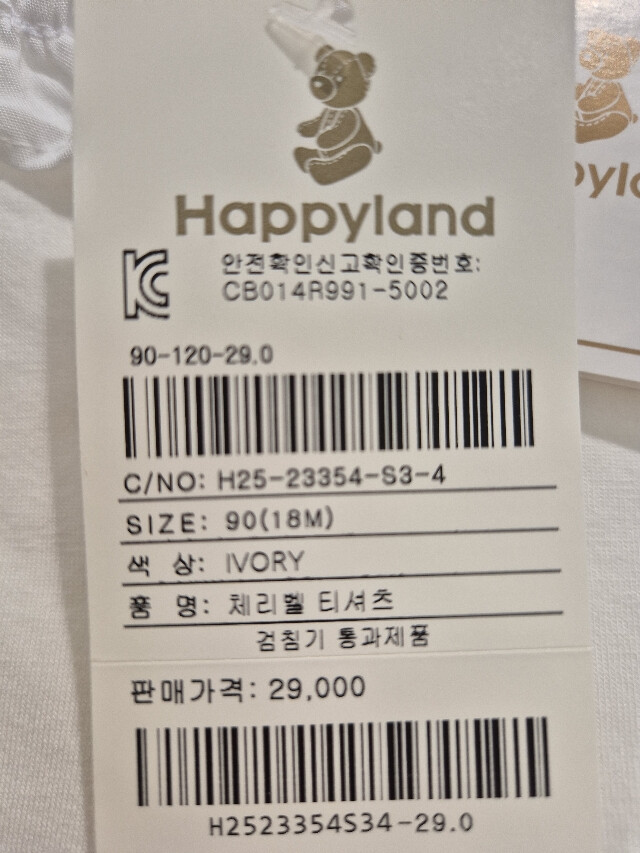 Happyland
안전확인신고확인증번호:
CB014R991-5002
90-120-29.0
C/NO: H25-23354-S3-4
SIZE: 90(18M)
색 상: IVORY
품 명: 체리벨 티셔츠
검침기 통과제품
판매가격: 29,000
H2523354S34-29.0